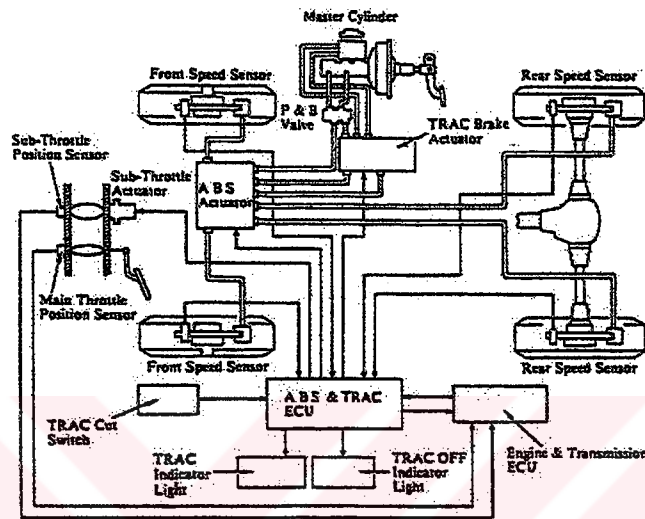 Master Cylinder
Front Speed Sensor
Rear Speed Sensor
P & B
Valve
TRAC Brake
Actuator
Sub-Throttle
Position Sensor
Sub-Throttle
Actuator
A B S
Actuator
Main Throttle
Position Sensor
Front Speed Sensor
Rear Speed Sensor
TRAC Cut
Switch
A B S & TRAC
ECU
TRAC
Indicator
Light
TRAC OFF
Indicator
Light
Engine & Transmission
ECU